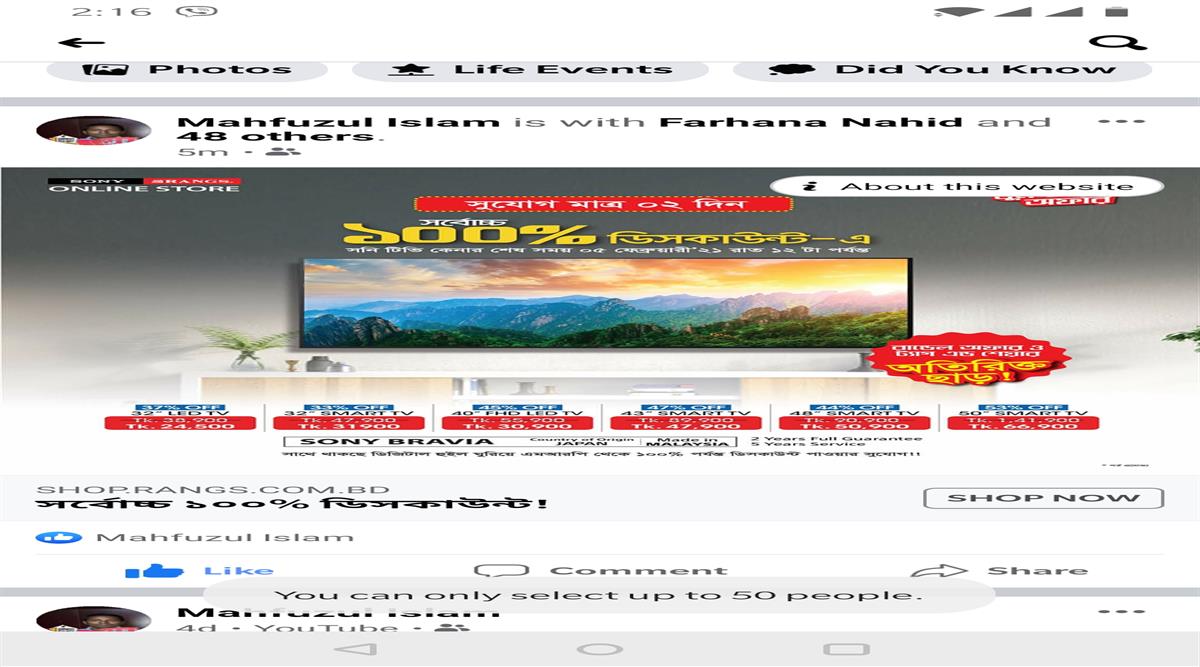 2:16
Photos
Life Events
Did You Know
Mahfuzul Islam is with Farhana Nahid and
48 others.
5m
SONY RANGS
ONLINE STORE
i About this website
অফার
সুযোগ মাত্র ০২ দিন
সর্বোচ্চ
১০০% ডিসকাউন্ট-এ
সনি টিভি কেনার শেষ সময় ০৫ ফেব্রুয়ারী'২১ রাত ১২ টা পর্যন্ত
বান্ডেল অফার ও
ট্যাগ এন্ড শেয়ারে
অতিরিক্ত
ছাড়!
37% OFF
32" LED TV
Tk. 38,900
Tk. 24,500
33% OFF
32" SMART TV
Tk. 47,900
Tk. 31900
45% OFF
40" FHD LED TV
Tk. 55,900
Tk. 30,900
47% OFF
43" SMART TV
Tk. 89,900
Tk. 47,900
44% OFF
48" SMART TV
Tk. 90,900
Tk. 50,900
53% OFF
50" SMART TV
Tk. 1,41,900
Tk. 66,900
SONY BRAVIA
Country of Origin
JAPAN
Made in
MALAYSIA
2 Years Full Guarantee
5 Years Service
সাথে থাকছে ডিজিটাল হুইল ঘুরিয়ে এমআরপি থেকে ১০০% পর্যন্ত ডিসকাউন্ট পাওয়ার সুযোগ!!
SHOP.RANGS.COM.BD
সর্বোচ্চ ১০০% ডিসকাউন্ট!
SHOP NOW
Mahfuzul Islam
Like
Comment
Share
You can only select up to 50 people.
Mahfuzul Islam
4d • YouTube •